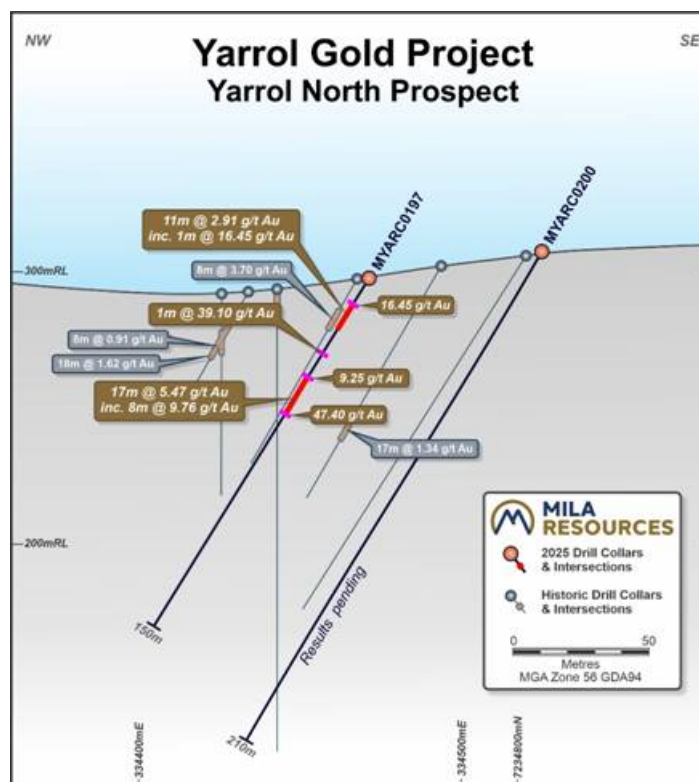 NW
SE
Yarrol Gold Project
Yarrol North Prospect
MYARC0197
MYARC0200
11m @ 2.91 g/t Au
inc. 1m @ 16.45 g/t Au
8m @ 3.70 g/t Au
300mRL
1m @ 39.10 g/t Au
16.45 g/t Au
8m @ 0.91 g/t Au
18m @ 1.62 g/t Au
9.25 g/t Au
17m @ 5.47 g/t Au
inc. 8m @ 9.76 g/t Au
47.40 g/t Au
17m @ 1.34 g/t Au
200mRL
Results pending
150m
210m
MILA
RESOURCES
2025 Drill Collars
& Intersections
Historic Drill Collars
& Intersections
0 50
Metres
MGA Zone 56 GDA94
334400mE
334500mE
7234800mN